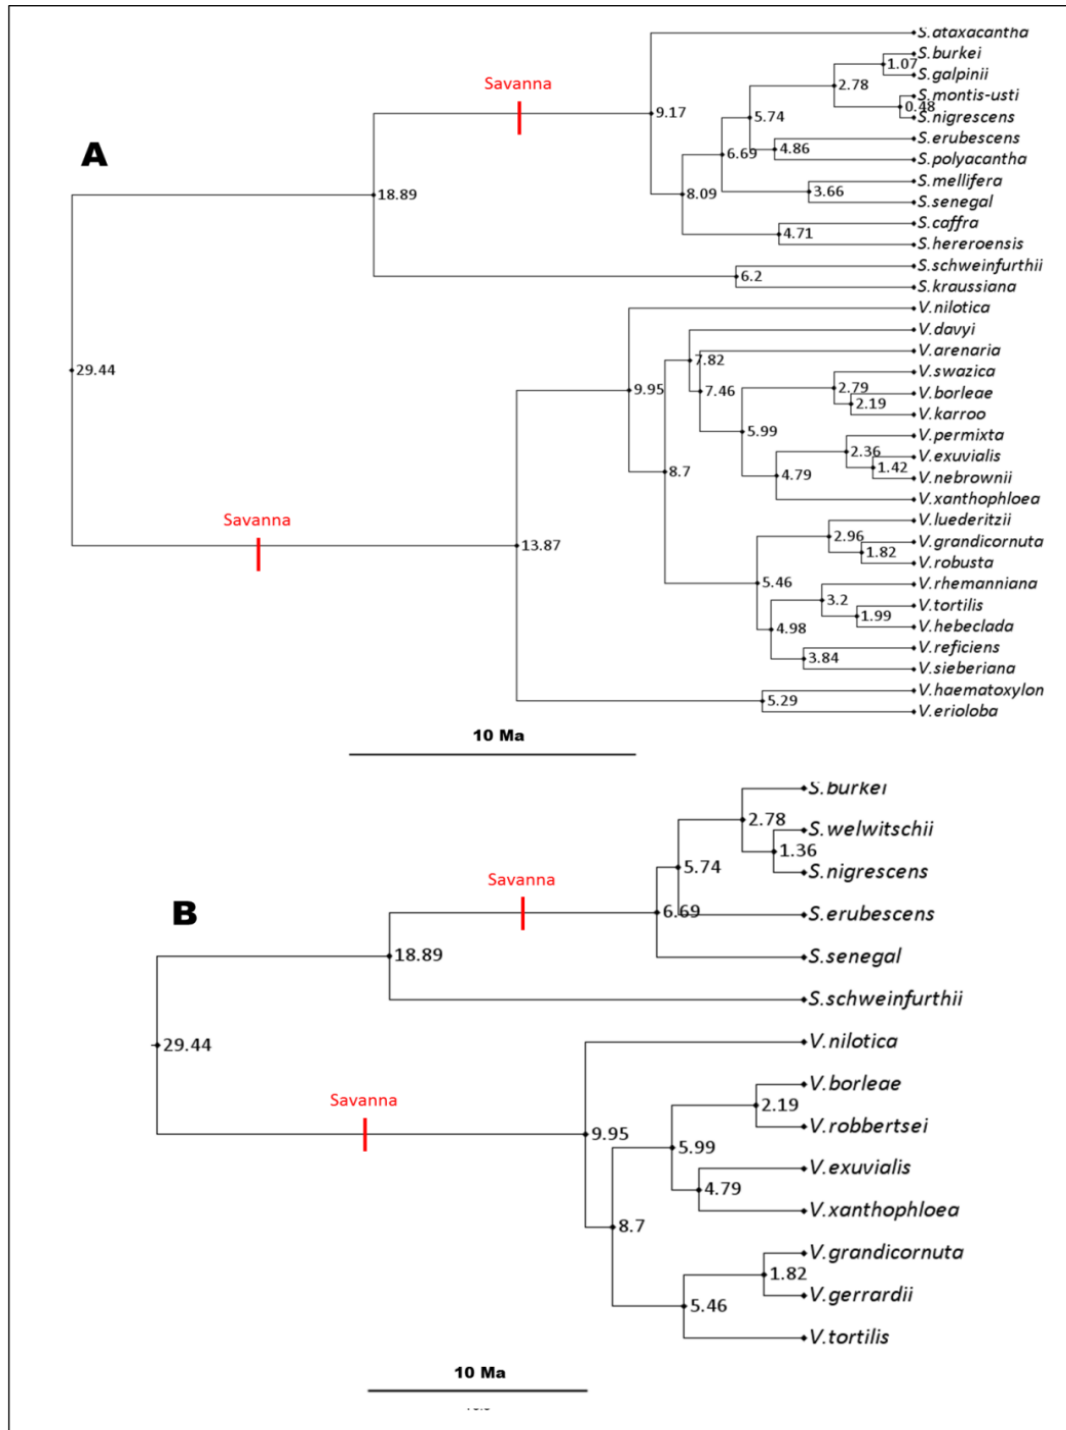 S.ataxacantha
S.burkei
1.07
S.galpinii
Savanna
2.78
S.montis-usti
0.48
9.17
5.74
S.nigrescens
S.erubescens
A
6.69
4.86
S.polyacantha
S.mellifera
18.89
8.09
3.66
S.senegal
S.caffra
4.71
S.hereroensis
S.schweinfurthii
6.2
S.kraussiana
V.nilotica
V.davyi
7.82
V.arenaria
29.44
V.swazica
9.95
7.46
2.79
V.borleae
2.19
V.karroo
5.99
V.permixta
2.36
V.exuvialis
1.42
8.7
4.79
V.nebrownii
V.xanthophloea
Savanna
V.luederitzii
2.96
13.87
V.grandicornuta
1.82
V.robusta
5.46
V.rhemanniana
3.2
V.tortilis
1.99
4.98
V.hebeclada
V.reficiens
3.84
V.sieberiana
V.haematoxylon
5.29
V.erioloba
10 Ma
S.burkei
2.78
S.welwitschii
1.36
5.74
S.nigrescens
Savanna
B
6.69
S.erubescens
18.89
S.senegal
S.schweinfurthii
29.44
V.nilotica
V.borleae
Savanna
2.19
9.95
V.robbertsei
5.99
V.exuvialis
4.79
V.xanthophloea
8.7
V.grandicornuta
1.82
5.46
V.gerrardii
V.tortilis
10 Ma